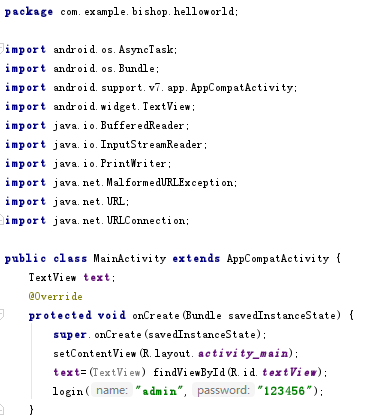 package com.example.bishop.helloworld;
import android.os.AsyncTask;
import android.os.Bundle;
import android.support.v7.app.AppCompatActivity;
import android.widget.TextView;
import java.io.BufferedReader;
import java.io.InputStreamReader;
import java.io.PrintWriter;
import java.net.MalformedURLException;
import java.net.URL;
import java.net.URLConnection;
public class MainActivity extends AppCompatActivity {
TextView text;
@Override
protected void onCreate(Bundle savedInstanceState) {
super.onCreate(savedInstanceState);
setContentView(R.layout.activity_main);
text=(TextView) findViewById(R.id.textView);
login( name: "admin", password: "123456");
}